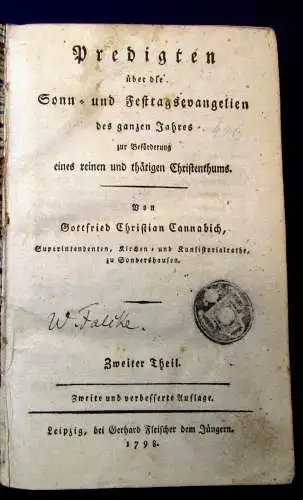 Predigten
über die
Sonn- und Festtagsevangelien
des ganzen Jahres
zur Beförderung
eines reinen und thätigen Christenthums.
Von
Gottfried Christian Cannabich,
Superintendenten, Kirchen- und Konsistorialrathe,
zu Sondershausen.
W. Falcke.
Zweiter Theil.
Zweite und verbesserte Auflage.
Leipzig, bei Gerhard Fleischer dem Jüngern.
1798.